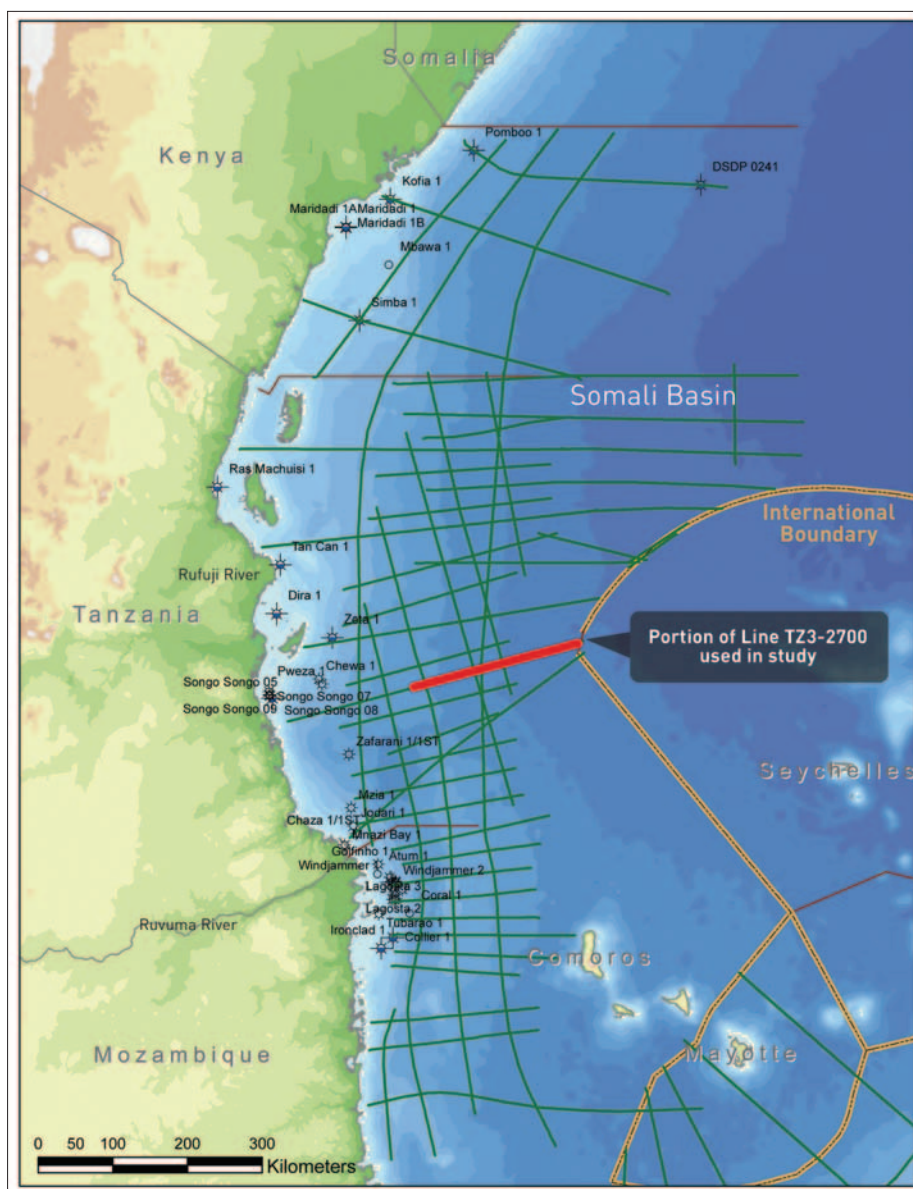 Somalia
Kenya
Pomboo 1
DSDP 0241
Kofia 1
Maridadi 1A Maridadi 1
Maridadi 1B
Mbawa 1
Simba 1
Somali Basin
Ras Machuisi 1
International
Boundary
Tan Can 1
Rufuji River
Dira 1
Tanzania
Zeta 1
Portion of Line TZ3-2700
used in study
Pweza 1
Chewa 1
Songo Songo 05
Songo Songo 07
Songo Songo 09
Songo Songo 08
Zafarani 1/1ST
Seychelles
Mzia 1
Jodari 1
Chaza 1/1ST
Mnazi Bay 1
Golfinho 1
Atum 1
Windjammer 1
Windjammer 2
Lagosta 3
Coral 1
Lagosta 2
Ruvuma River
Ironclad 1
Tubarao 1
Collier 1
Comoros
Mozambique
Mayotte
0 50 100 200 300
Kilometers